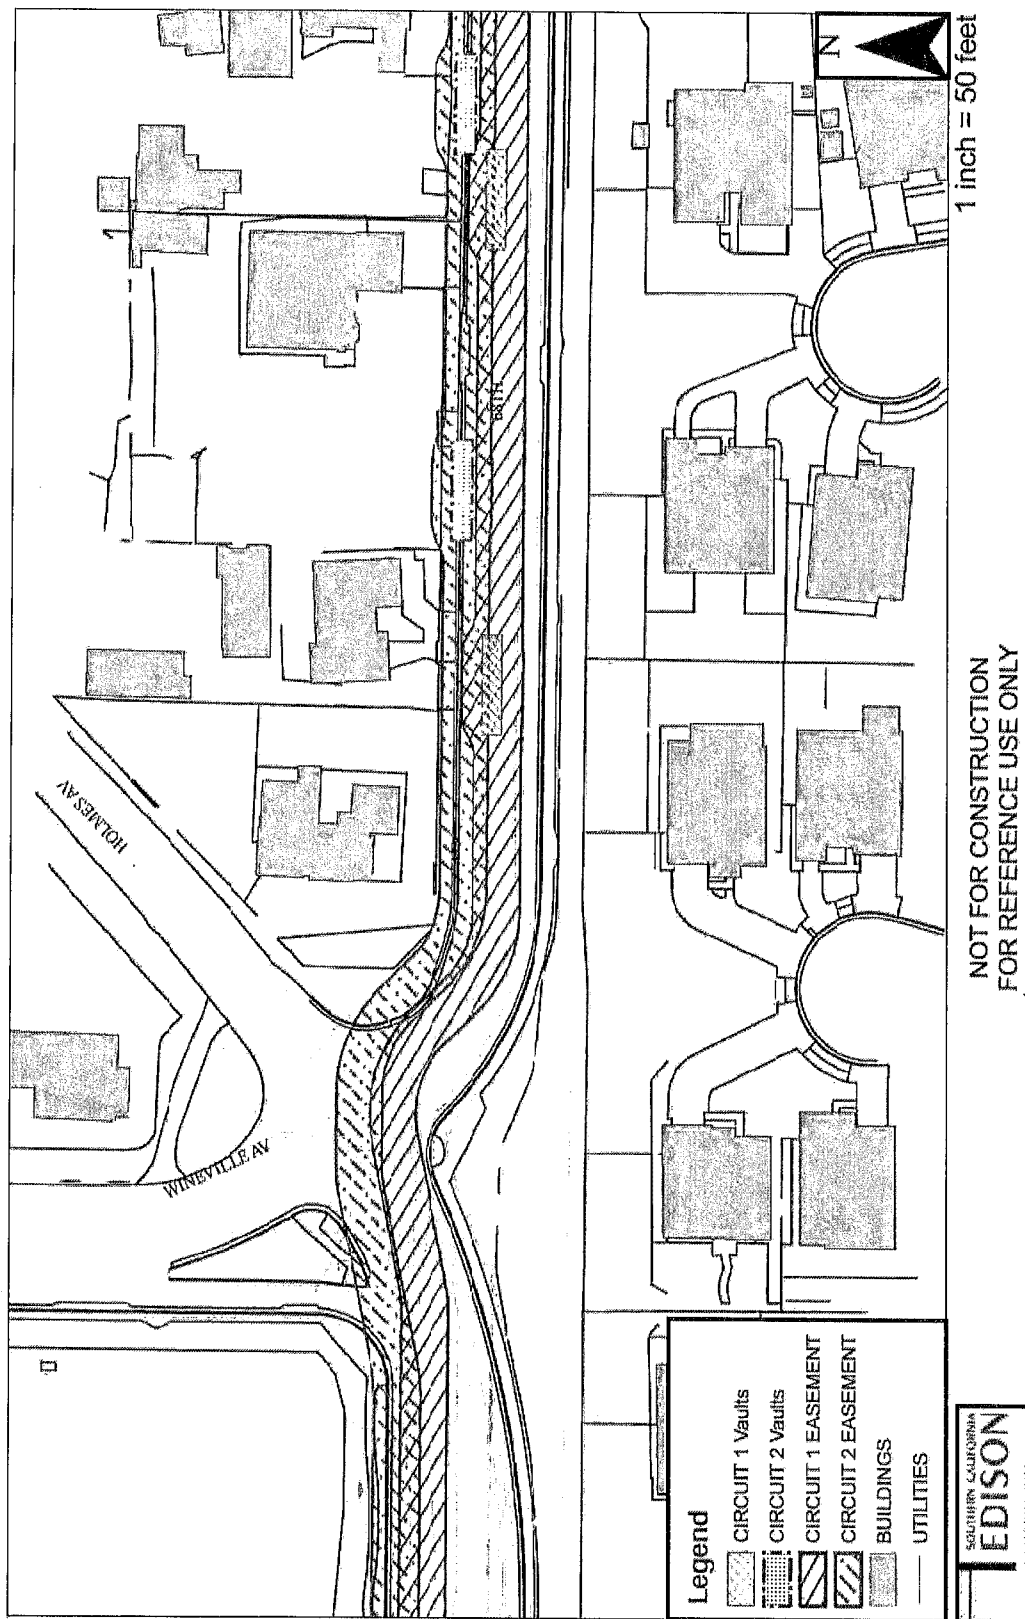 N
1 inch = 50 feet
HOLMES AV
WINEVILLE AV
68TH
NOT FOR CONSTRUCTION
FOR REFERENCE USE ONLY
Legend
CIRCUIT 1 Vaults
CIRCUIT 2 Vaults
CIRCUIT 1 EASEMENT
CIRCUIT 2 EASEMENT
BUILDINGS
UTILITIES
SOUTHERN CALIFORNIA
EDISON